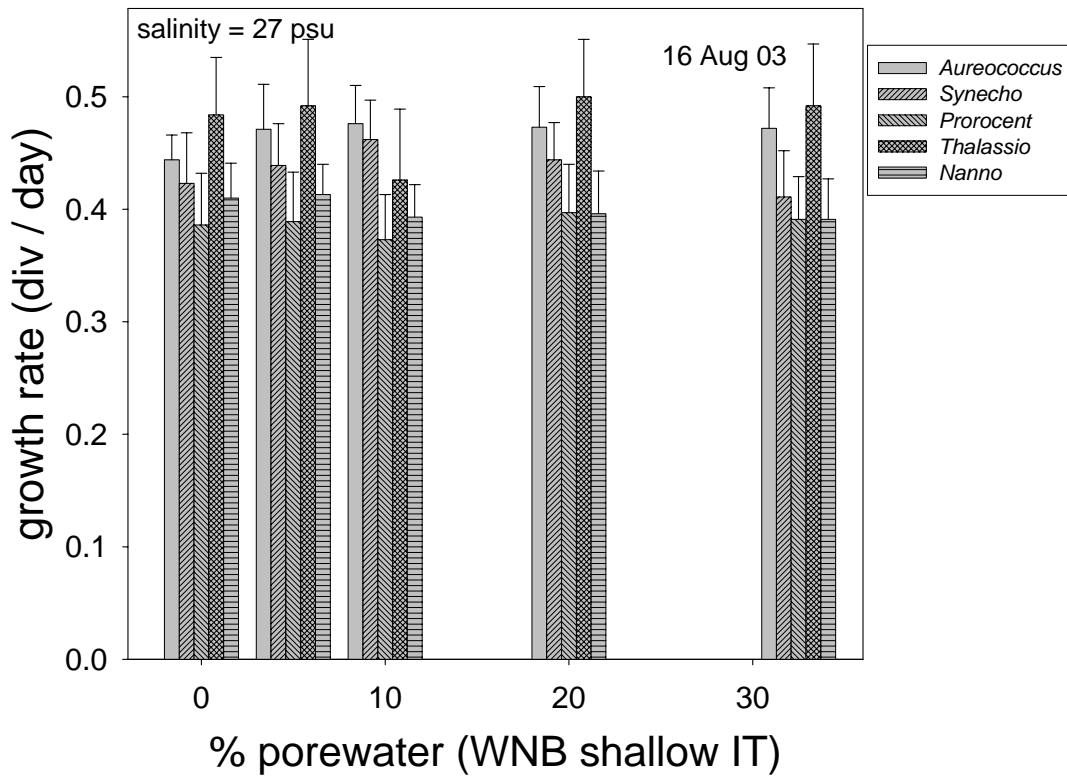 salinity = 27 psu
16 Aug 03
Aureococcus
Synecho
Prorocent
Thalassio
Nanno
growth rate (div / day)
0.5
0.4
0.3
0.2
0.1
0.0
0 10 20 30
% porewater (WNB shallow IT)